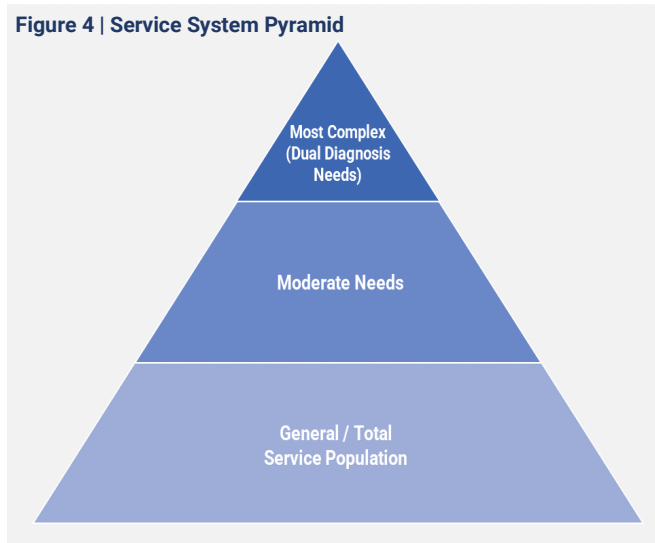 Figure 4 | Service System Pyramid
Most Complex
(Dual Diagnosis
Needs)
Moderate Needs
General / Total
Service Population